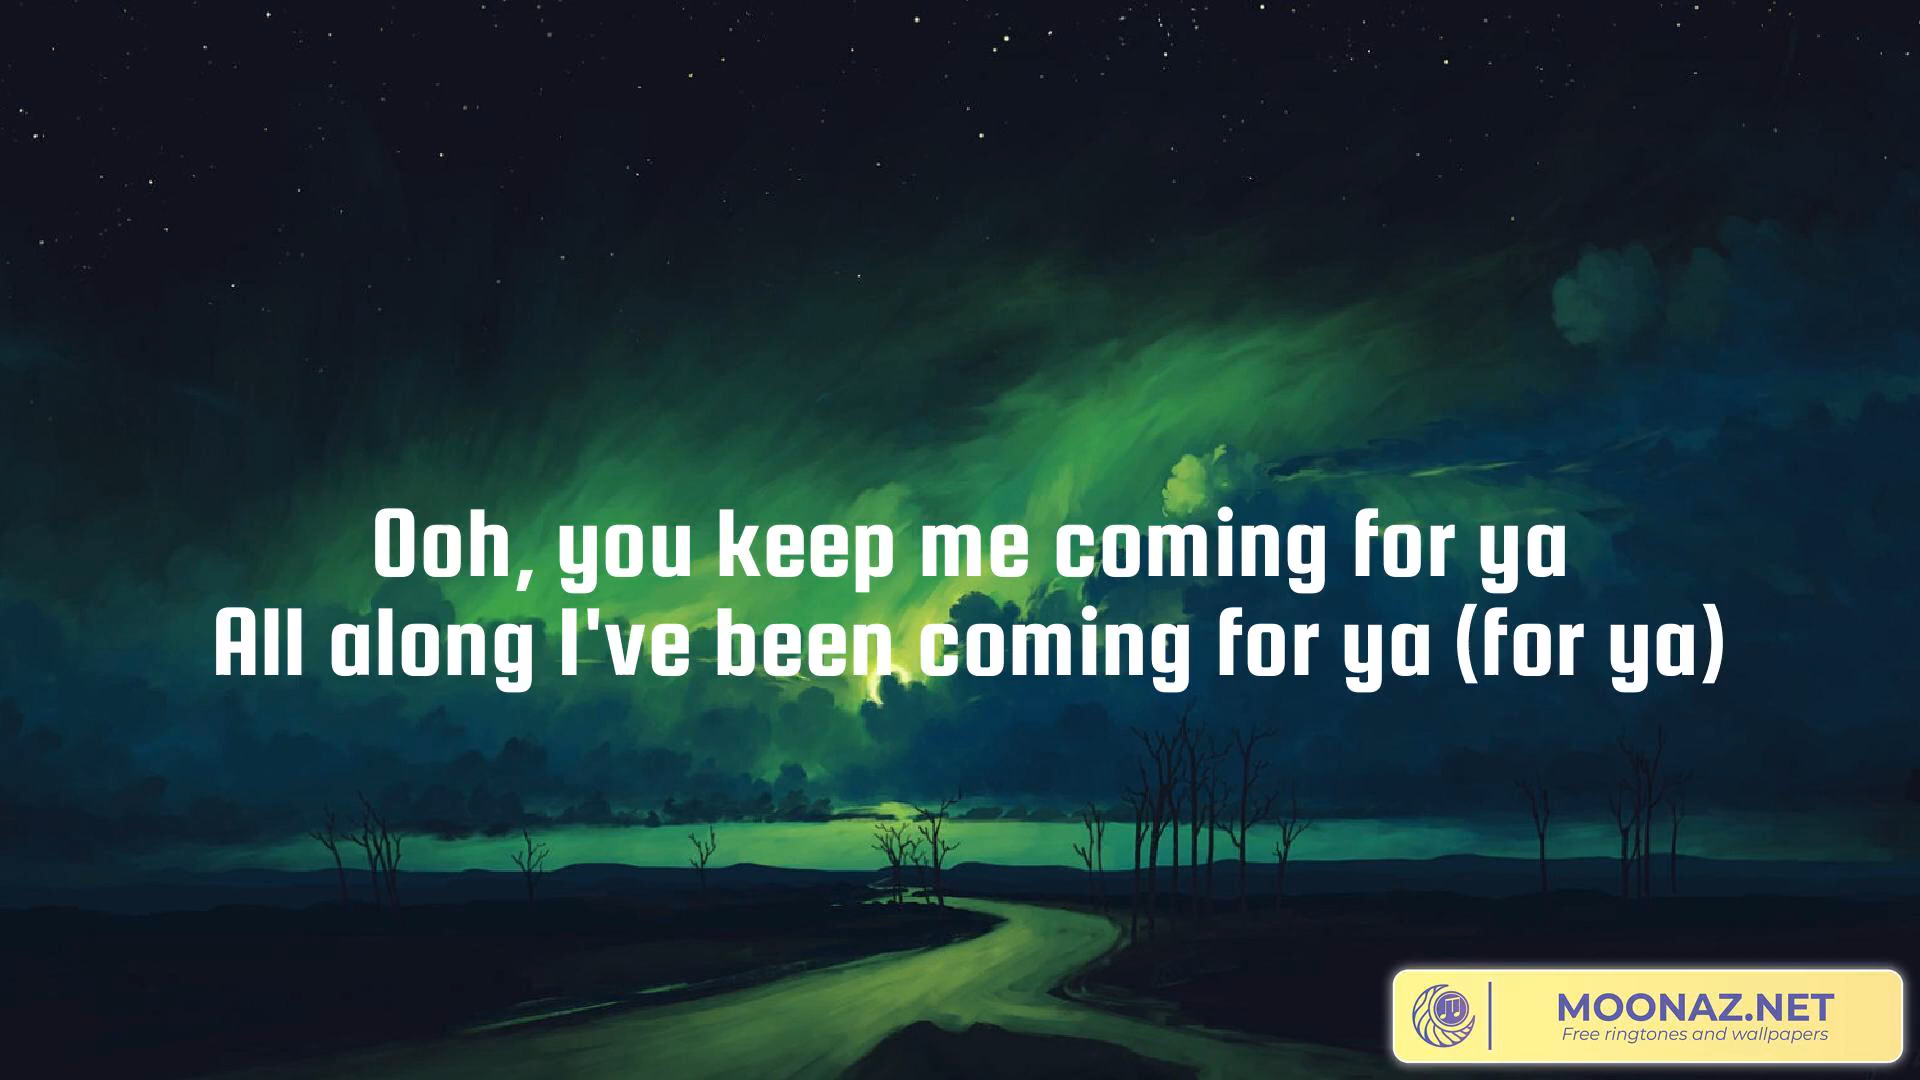 Ooh, you keep me coming for ya
All along I've been coming for ya (for ya)
MOONAZ.NET
Free ringtones and wallpapers